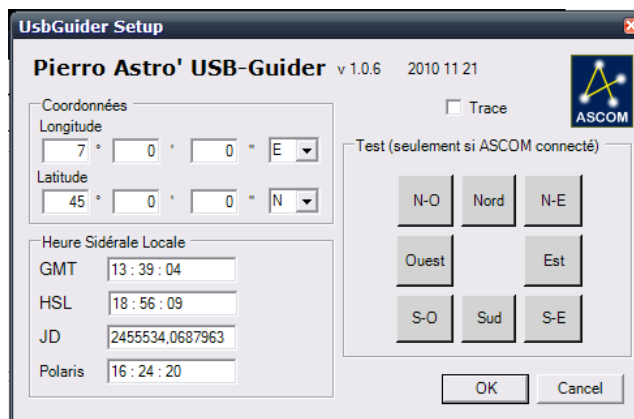 UsbGuider Setup
Pierro Astro' USB-Guider v 1.0.6 2010 11 21
Trace
ASCOM
Coordonnées
Longitude
7 ° 0 ' 0 " E
Latitude
45 ° 0 ' 0 " N
Heure Sidérale Locale
GMT 13 : 39 : 04
HSL 18 : 56 : 09
JD 2455534,0687963
Polaris 16 : 24 : 20
Test (seulement si ASCOM connecté)
N-O Nord N-E
Ouest Est
S-O Sud S-E
OK Cancel